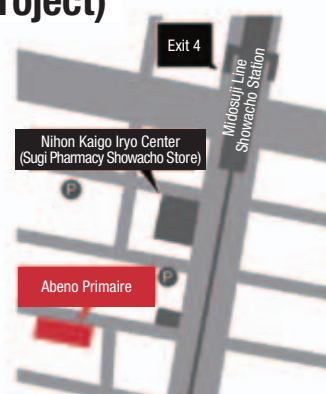 roject)
Exit 4
Midosuji Line
Showacho Station
Nihon Kaigo Iryo Center
(Sugi Pharmacy Showacho Store)
P
P
Abeno Primaire